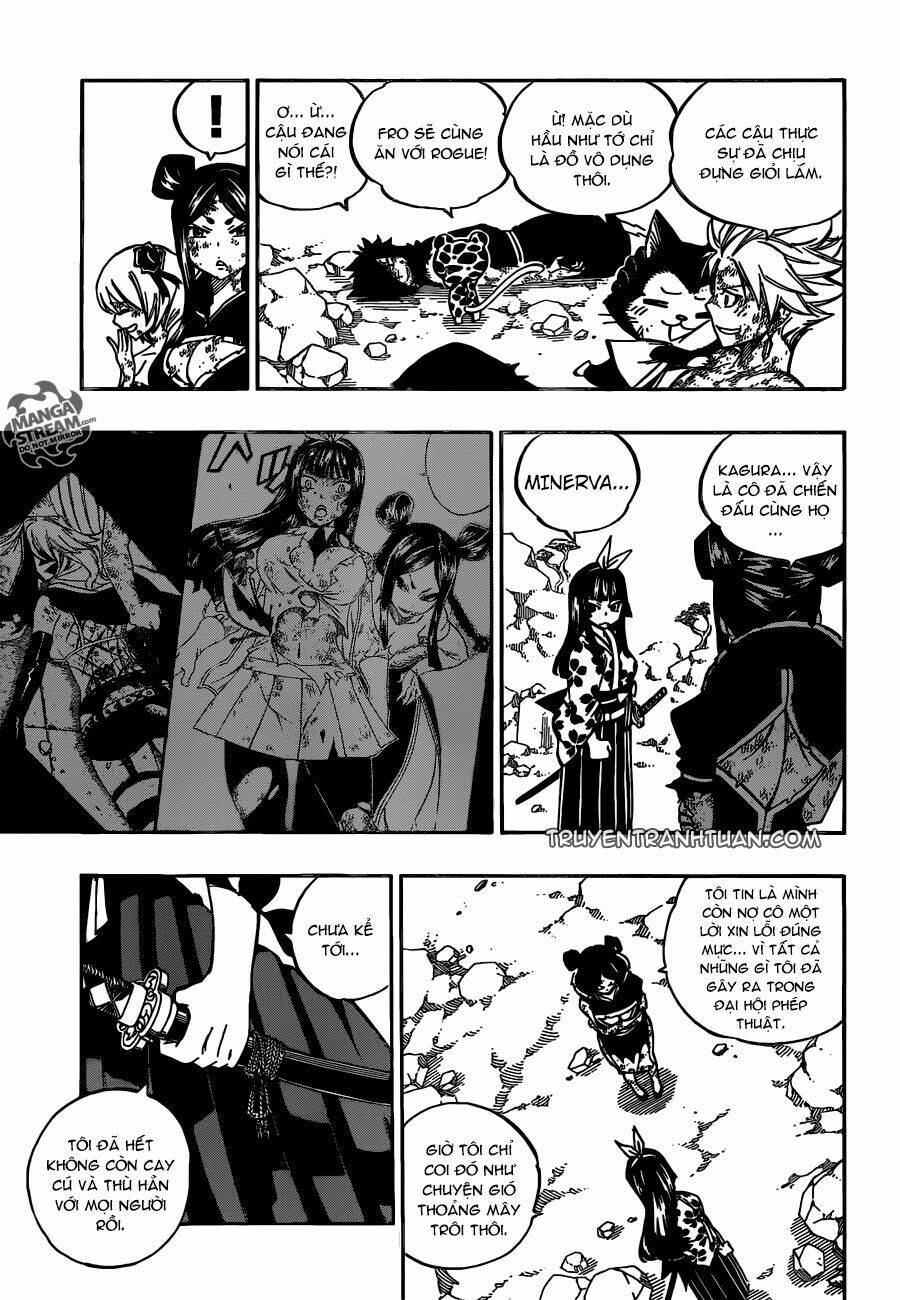 CÁC CẬU THỰC
SỰ ĐÃ CHỊU
ĐỰNG GIỎI LẮM.
Ừ! MẶC DÙ
HẦU NHƯ TỚ CHỈ
LÀ ĐỒ VÔ DỤNG
THÔI.
FRO SẼ CÙNG
ĂN VỚI ROGUE!
Ơ... Ừ...
CẬU ĐANG
NÓI CÁI
GÌ THẾ?!
!
MANGA
STREAM.com
DO NOT MIRROR
KAGURA... VẬY
LÀ CÔ ĐÃ CHIẾN
ĐẤU CÙNG HỌ
...
MINERVA...
TRUYENTRANHTUAN.COM
TÔI TIN LÀ MÌNH
CÒN NỢ CÔ MỘT
LỜI XIN LỖI ĐÚNG
MỰC... VÌ TẤT CẢ
NHỮNG GÌ TÔI ĐÃ
GÂY RA TRONG
ĐẠI HỘI PHÉP
THUẬT.
GIỜ TÔI CHỈ
COI ĐÓ NHƯ
CHUYỆN GIÓ
THOẢNG MÂY
TRÔI THÔI.
CHƯA KỂ
TỚI...
TÔI ĐÃ HẾT
KHÔNG CÒN CAY
CÚ VÀ THÙ HẲN
VỚI MỌI NGƯỜI
RỒI.